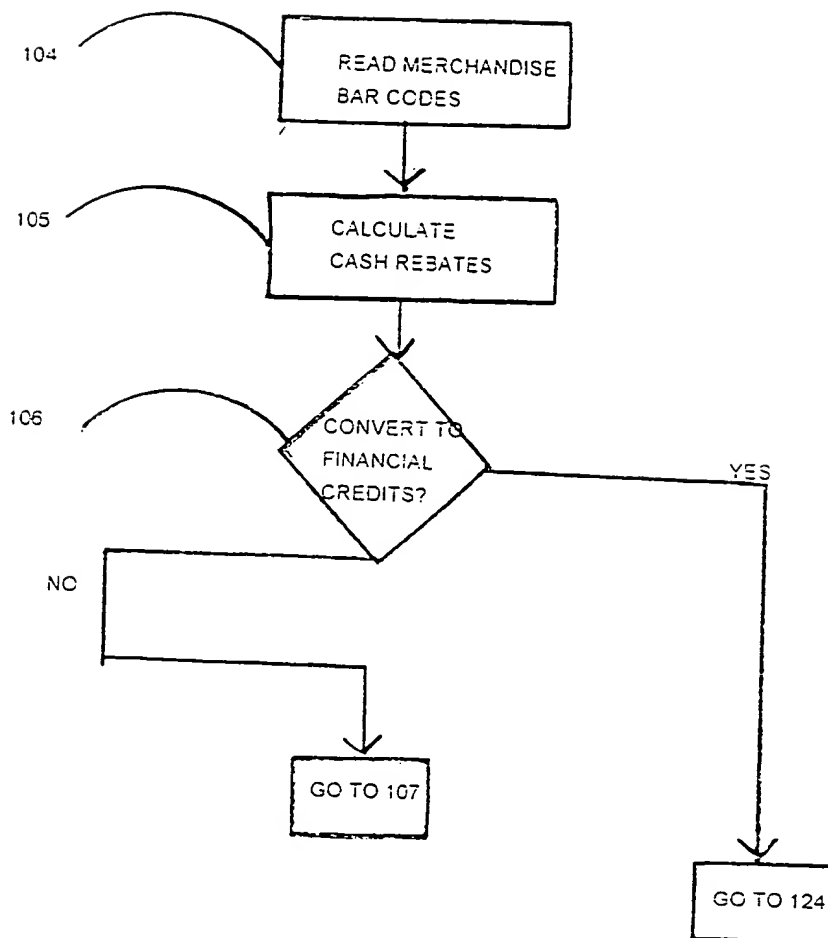 104
READ MERCHANDISE
BAR CODES
105
CALCULATE
CASH REBATES
106
CONVERT TO
FINANCIAL
CREDITS?
YES
NO
GO TO 107
GO TO 124